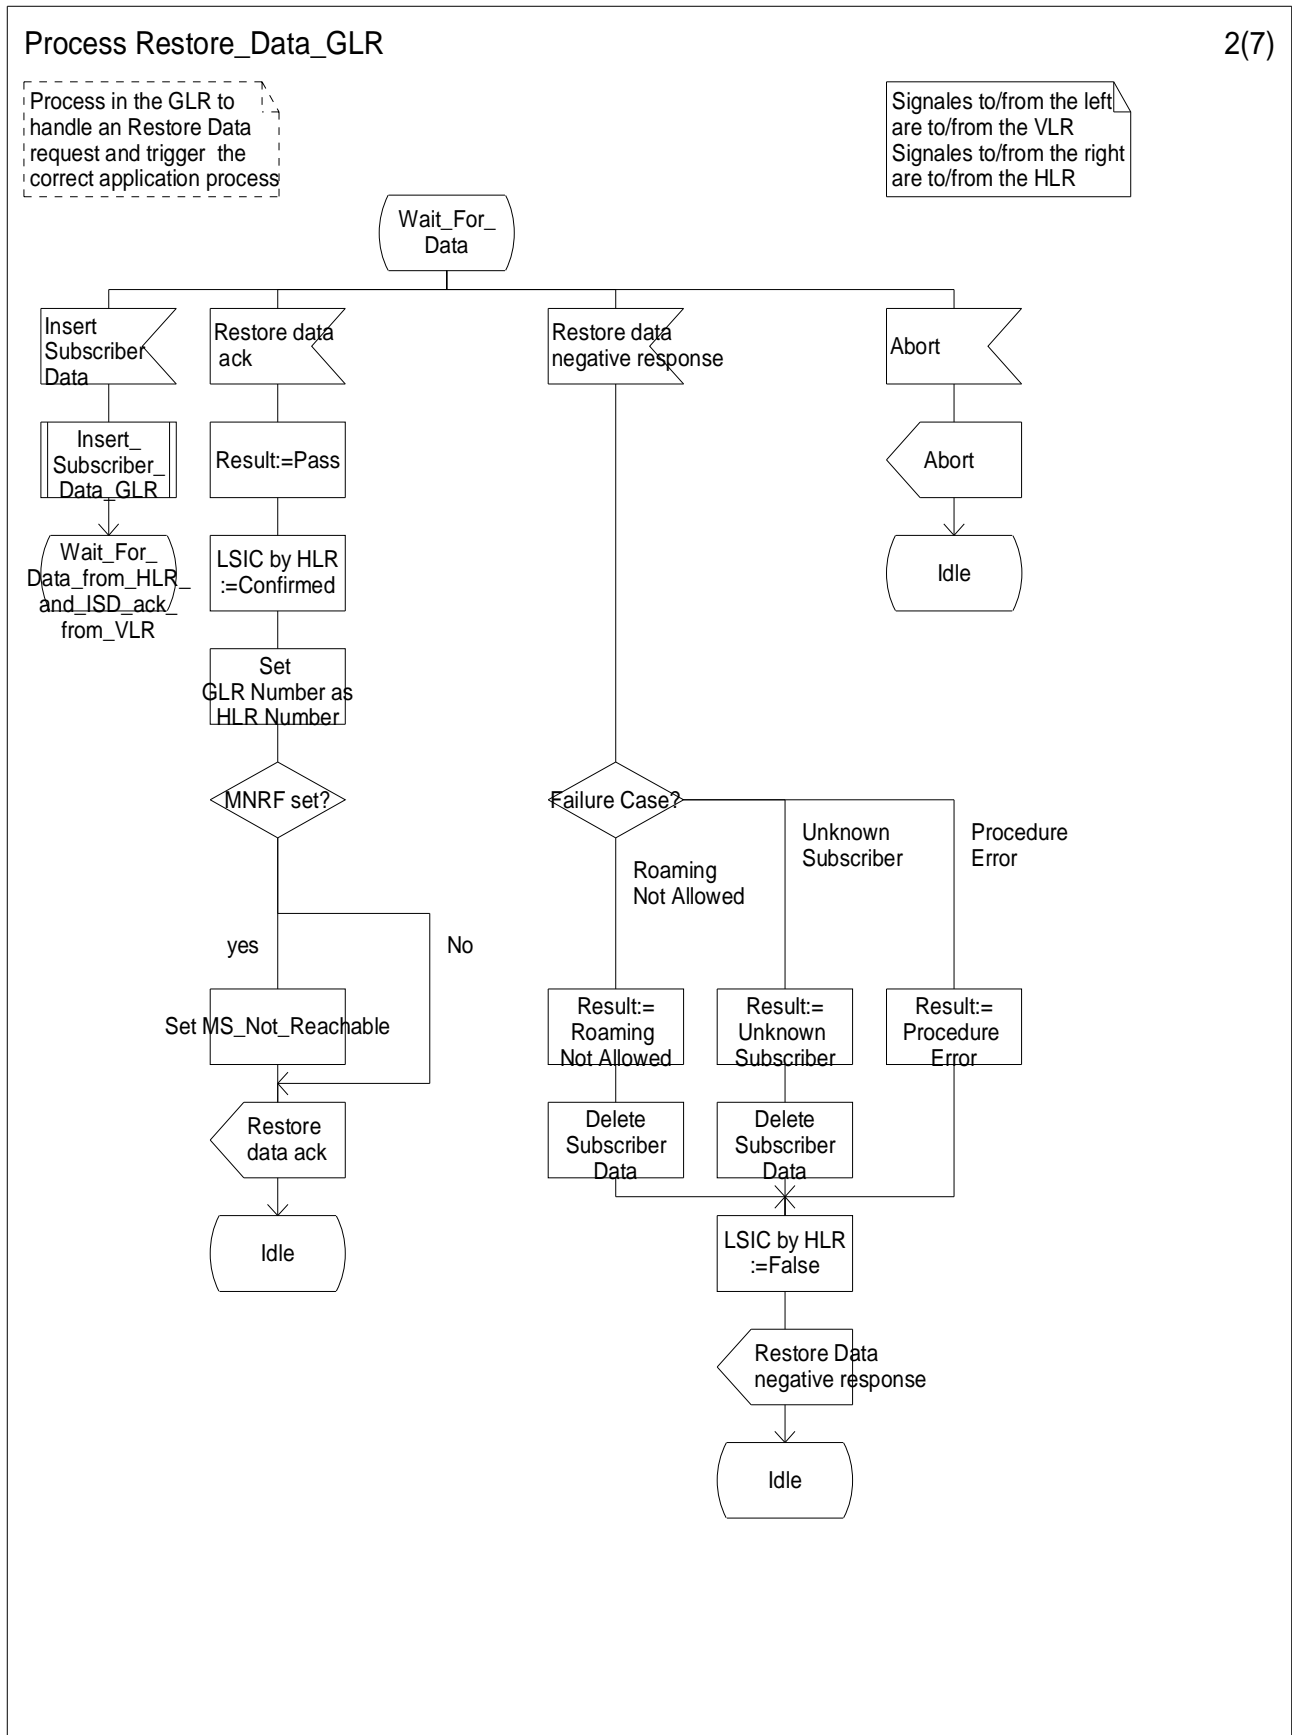 Process Restore_Data_GLR
2(7)
Process in the GLR to
handle an Restore Data
request and trigger the
correct application process
Signales to/from the left
are to/from the VLR
Signales to/from the right
are to/from the HLR
Wait_For_
Data
Insert
Subscriber
Data
Restore data
ack
Restore data
negative response
Abort
Insert_
Subscriber_
Data_GLR
Result:=Pass
Abort
Wait_For_
Data_from_HLR_
and_ISD_ack_
from_VLR
LSIC by HLR
:=Confirmed
Idle
Set
GLR Number as
HLR Number
MNRF set?
Failure Case?
Unknown
Subscriber
Procedure
Error
Roaming
Not Allowed
yes
No
Set MS_Not_Reachable
Result:=
Roaming
Not Allowed
Result:=
Unknown
Subscriber
Result:=
Procedure
Error
Restore
data ack
Delete
Subscriber
Data
Delete
Subscriber
Data
Idle
LSIC by HLR
:=False
Restore Data
negative response
Idle